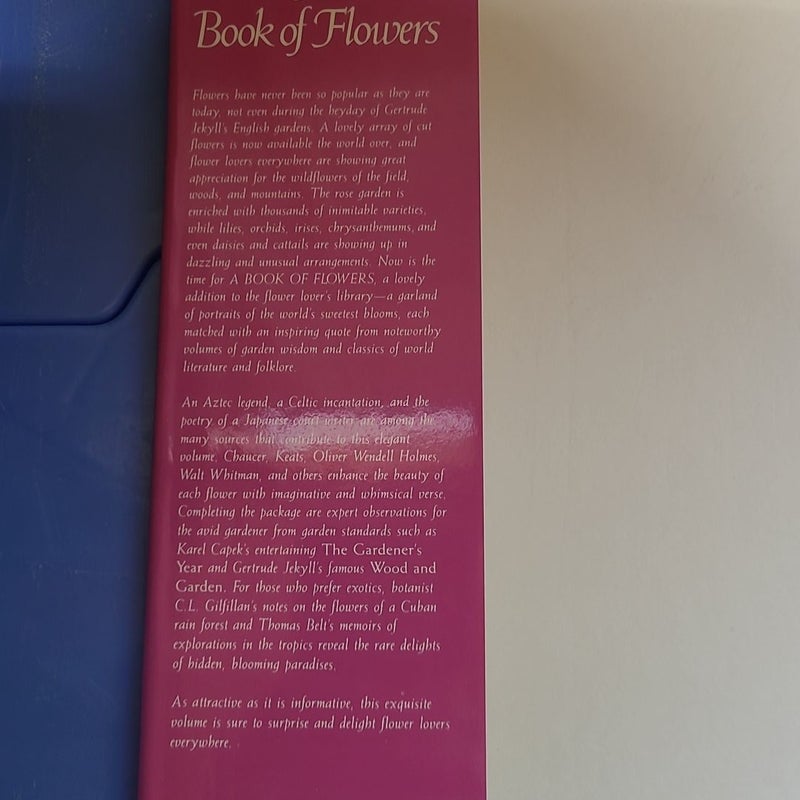 Book of Flowers
Flowers have never been so popular as they are
today, not even during the heyday of Gertrude
Jekyll's English gardens. A lovely array of cut
flowers is now available the world over, and
flower lovers everywhere are showing great
appreciation for the wildflowers of the field,
woods, and mountains. The rose garden is
enriched with thousands of inimitable varieties,
while lilies, orchids, irises, chrysanthemums, and
even daisies and cattails are showing up in
dazzling and unusual arrangements. Now is the
time for A BOOK OF FLOWERS, a lovely
addition to the flower lover's library—a garland
of portraits of the world's sweetest blooms, each
matched with an inspiring quote from noteworthy
volumes of garden wisdom and classics of world
literature and folklore.
An Aztec legend, a Celtic incantation, and the
poetry of a Japanese court writer are among the
many sources that contribute to this elegant
volume. Chaucer, Keats, Oliver Wendell Holmes,
Walt Whitman, and others enhance the beauty of
each flower with imaginative and whimsical verse.
Completing the package are expert observations for
the avid gardener from garden standards such as
Karel Capek's entertaining The Gardener's
Year and Gertrude Jekyll's famous Wood and
Garden. For those who prefer exotics, botanist
C.L. Gilfillan's notes on the flowers of a Cuban
rain forest and Thomas Belt's memoirs of
explorations in the tropics reveal the rare delights
of hidden, blooming paradises.
As attractive as it is informative, this exquisite
volume is sure to surprise and delight flower lovers
everywhere.